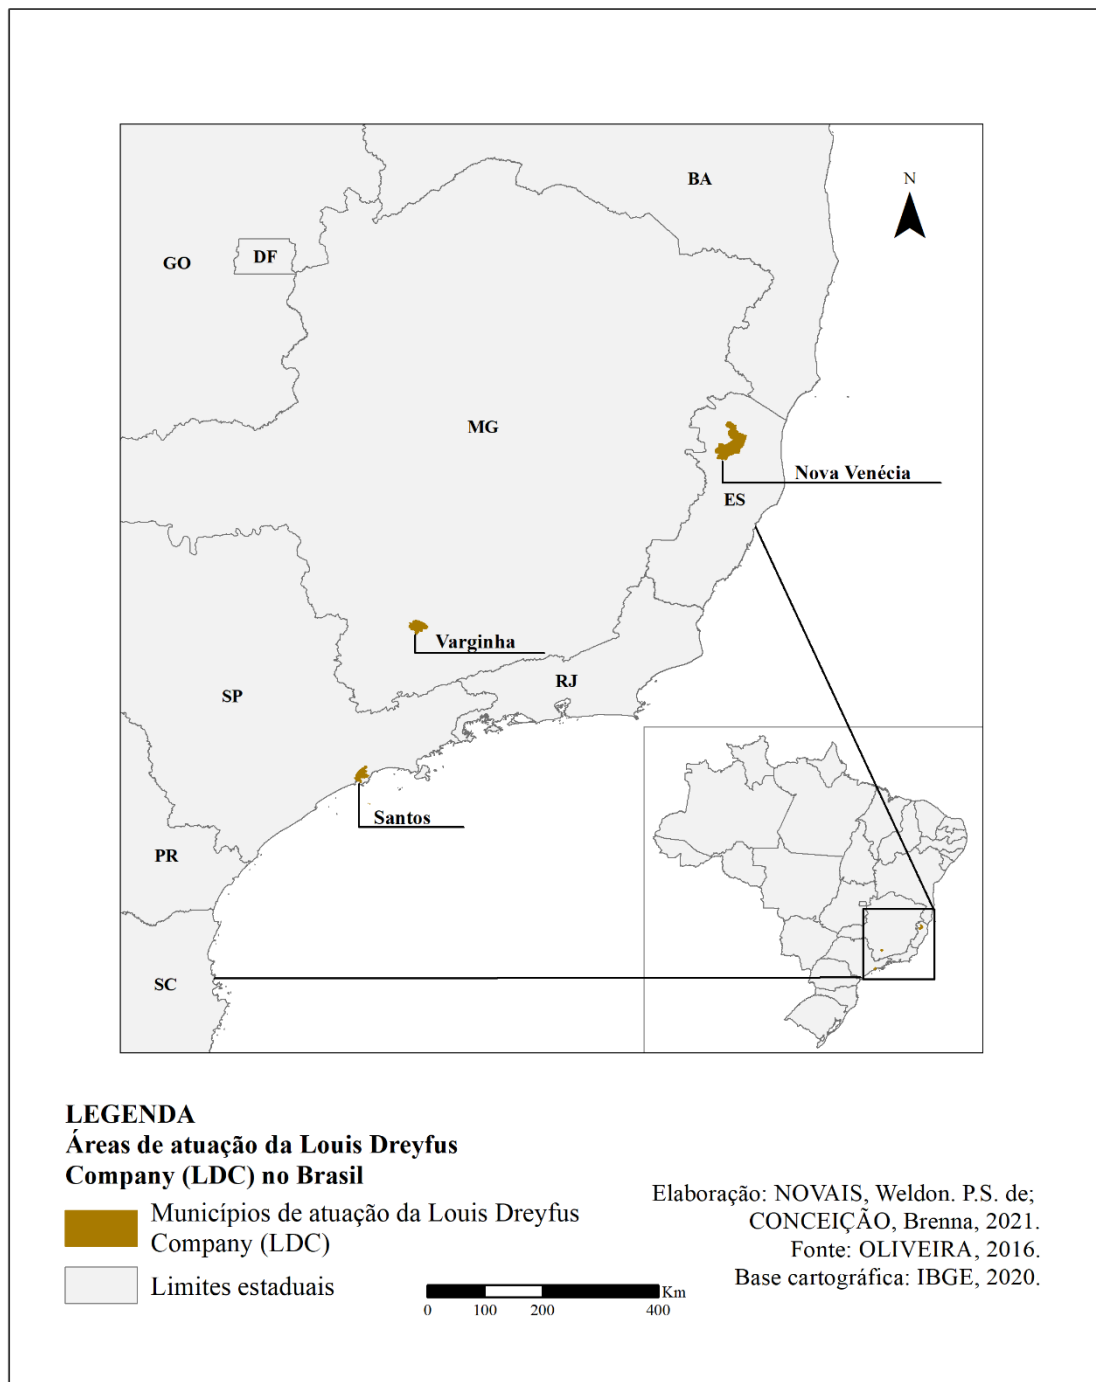 BA
N
GO
DF
MG
Nova Venécia
ES
Varginha
RJ
SP
Santos
PR
SC
LEGENDA
Áreas de atuação da Louis Dreyfus
Company (LDC) no Brasil
Municípios de atuação da Louis Dreyfus
Company (LDC)
Limites estaduais
Elaboração: NOVAIS, Weldon. P.S. de;
CONCEIÇÃO, Brenna, 2021.
Fonte: OLIVEIRA, 2016.
Base cartográfica: IBGE, 2020.
Km
0 100 200 400